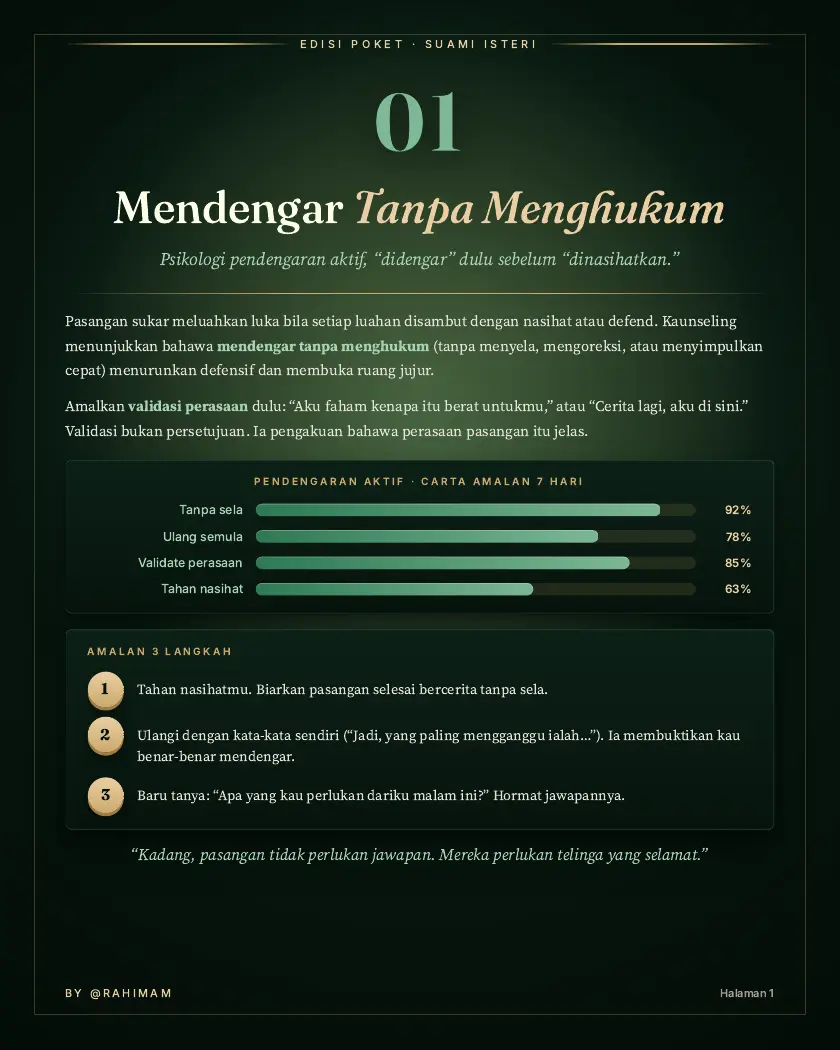 EDISI POKET · SUAMI ISTERI
01
Mendengar Tanpa Menghukum
Psikologi pendengaran aktif, “didengar” dulu sebelum “dinasihatkan.”
Pasangan sukar meluahkan luka bila setiap luahan disambut dengan nasihat atau defend. Kaunseling
menunjukkan bahawa mendengar tanpa menghukum (tanpa menyela, mengoreksi, atau menyimpulkan
cepat) menurunkan defensif dan membuka ruang jujur.
Amalkan validasi perasaan dulu: “Aku faham kenapa itu berat untukmu,” atau “Cerita lagi, aku di sini.”
Validasi bukan persetujuan. Ia pengakuan bahawa perasaan pasangan itu jelas.
PENDENGARAN AKTIF · CARTA AMALAN 7 HARI
Tanpa sela 92%
Ulang semula 78%
Validate perasaan 85%
Tahan nasihat 63%
AMALAN 3 LANGKAH
1 Tahan nasihatmu. Biarkan pasangan selesai bercerita tanpa sela.
2 Ulangi dengan kata-kata sendiri (“Jadi, yang paling mengganggu ialah…”). Ia membuktikan kau
benar-benar mendengar.
3 Baru tanya: “Apa yang kau perlukan dariku malam ini?” Hormat jawapannya.
“Kadang, pasangan tidak perlukan jawapan. Mereka perlukan telinga yang selamat.”
BY @RAHIMAM
Halaman 1